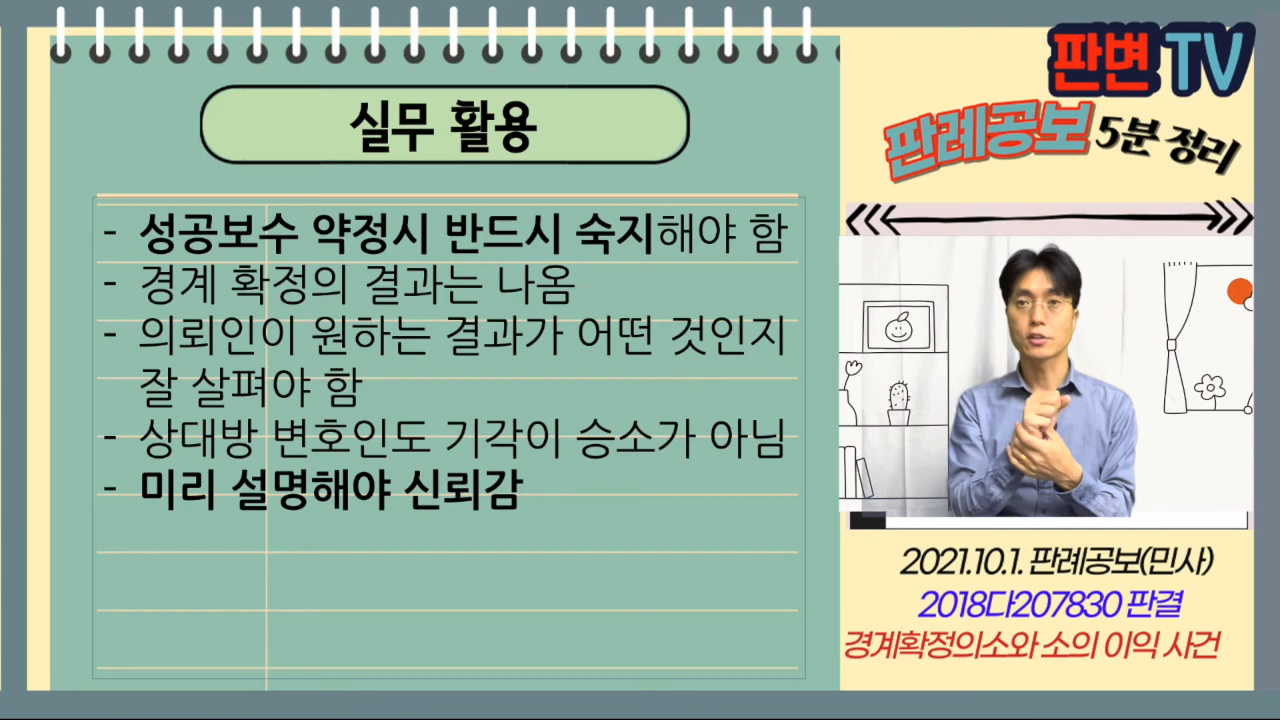 실무 활용
- 성공보수 약정시 반드시 숙지해야 함
- 경계 확정의 결과는 나옴
- 의뢰인이 원하는 결과가 어떤 것인지
잘 살펴야 함
- 상대방 변호인도 기각이 승소가 아님
- 미리 설명해야 신뢰감
판변 TV
판례공보 5분 정리
2021.10.1. 판례공보(민사)
2018다207830 판결
경계확정의소와 소의 이익 사건